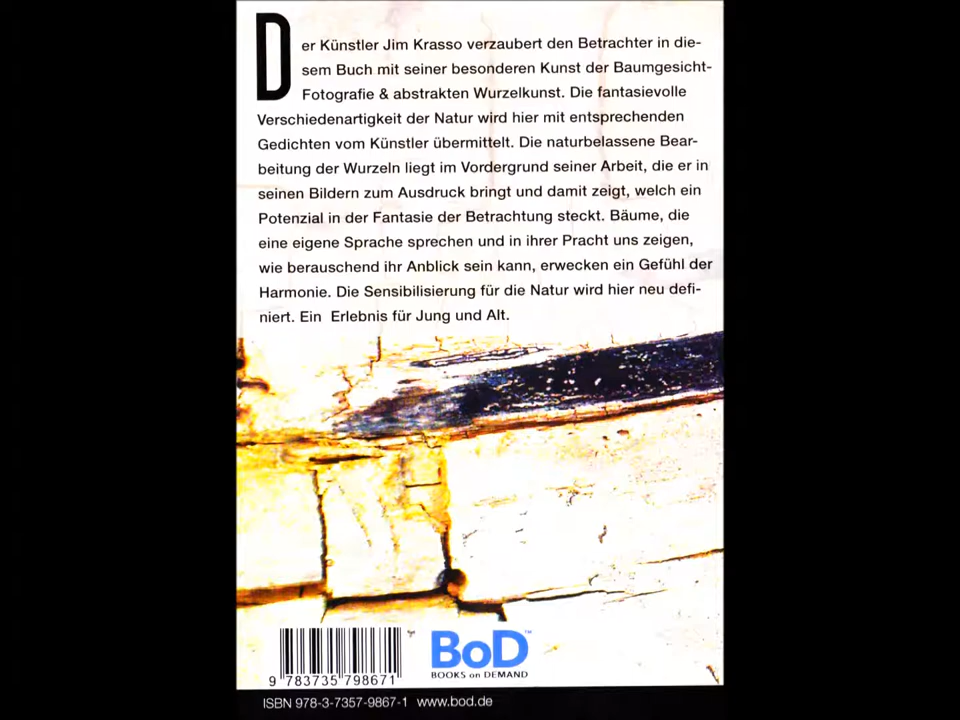 Der Künstler Jim Krasso verzaubert den Betrachter in die-
sem Buch mit seiner besonderen Kunst der Baumgesicht-
Fotografie & abstrakten Wurzelkunst. Die fantasievolle
Verschiedenartigkeit der Natur wird hier mit entsprechenden
Gedichten vom Künstler übermittelt. Die naturbelassene Bear-
beitung der Wurzeln liegt im Vordergrund seiner Arbeit, die er in
seinen Bildern zum Ausdruck bringt und damit zeigt, welch ein
Potenzial in der Fantasie der Betrachtung steckt. Bäume, die
eine eigene Sprache sprechen und in ihrer Pracht uns zeigen,
wie berauschend ihr Anblick sein kann, erwecken ein Gefühl der
Harmonie. Die Sensibilisierung für die Natur wird hier neu defi-
niert. Ein Erlebnis für Jung und Alt.
BoD™
BOOKS on DEMAND
9 783735 798671
ISBN 978-3-7357-9867-1 www.bod.de